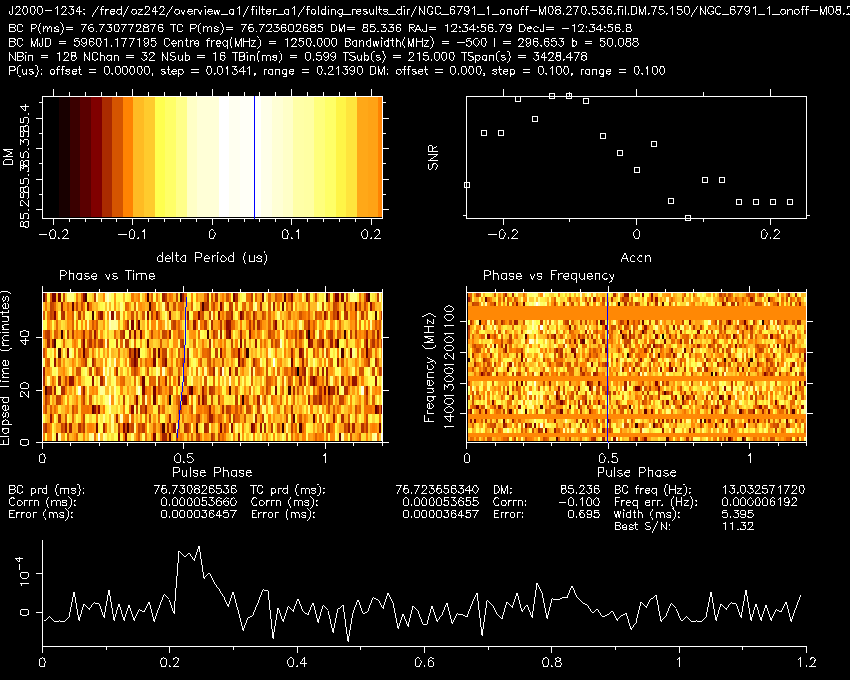 J2000-1234: /fred/oz242/overview_a1/filter_a1/folding_results_dir/NGC_6791_1_onoff-M08.270.536.fil.DM.75.150/NGC_6791_1_onoff-M08.2
BC P(ms)= 76.730772876 TC P(ms)= 76.723602685 DM= 85.336 RAJ= 12:34:56.79 DecJ= -12:34:56.8
BC MJD = 59601.177195 Centre freq(MHz) = 1250.000 Bandwidth(MHz) = -500 l = 296.653 b = 50.088
NBin = 128 NChan = 32 NSub = 16 TBin(ms) = 0.599 TSub(s) = 215.000 TSpan(s) = 3428.478
P(us): offset = 0.00000, step = 0.01341, range = 0.21390 DM: offset = 0.000, step = 0.100, range = 0.100
DM
85.4
85.35
85.3
85.25
-0.2 -0.1 0 0.1 0.2
delta Period (us)
SNR
-0.2 0 0.2
Accn
Phase vs Time
Elapsed Time (minutes)
40
20
0
0 0.5 1
Pulse Phase
Phase vs Frequency
Frequency (MHz)
1400 1300 1200 1100
0 0.5 1
Pulse Phase
BC prd (ms): 76.730826536 TC prd (ms): 76.723656340 DM: 85.236 BC freq (Hz): 13.032571720
Corrn (ms): 0.000053660 Corrn (ms): 0.000053655 Corrn: -0.100 Freq err. (Hz): 0.000006192
Error (ms): 0.000036457 Error (ms): 0.000036457 Error: 0.695 Width (ms): 5.395
Best S/N: 11.32
10-4
0
0 0.2 0.4 0.6 0.8 1 1.2